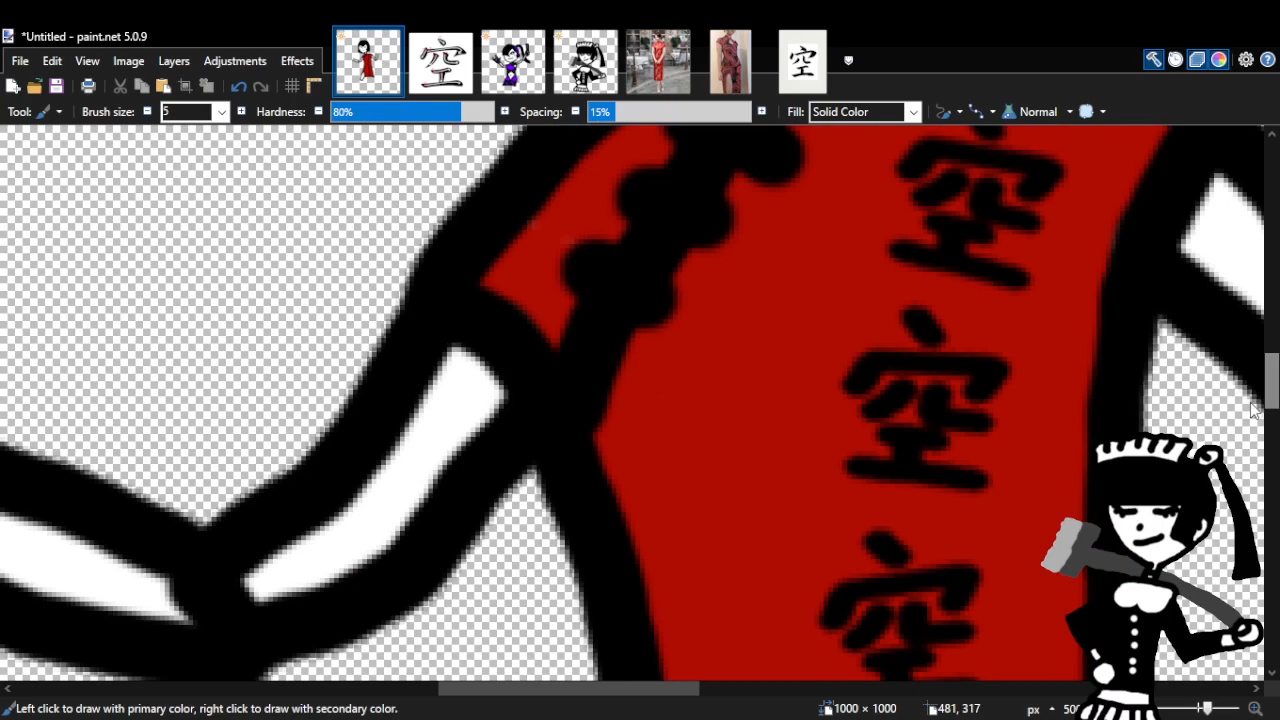 *Untitled - paint.net 5.0.9
File Edit View Image Layers Adjustments Effects
空
空
Tool: Brush size: 5 Hardness: 80% Spacing: 15% Fill: Solid Color Normal
空
空
空
Left click to draw with primary color, right click to draw with secondary color. 1000 × 1000 481, 317 px